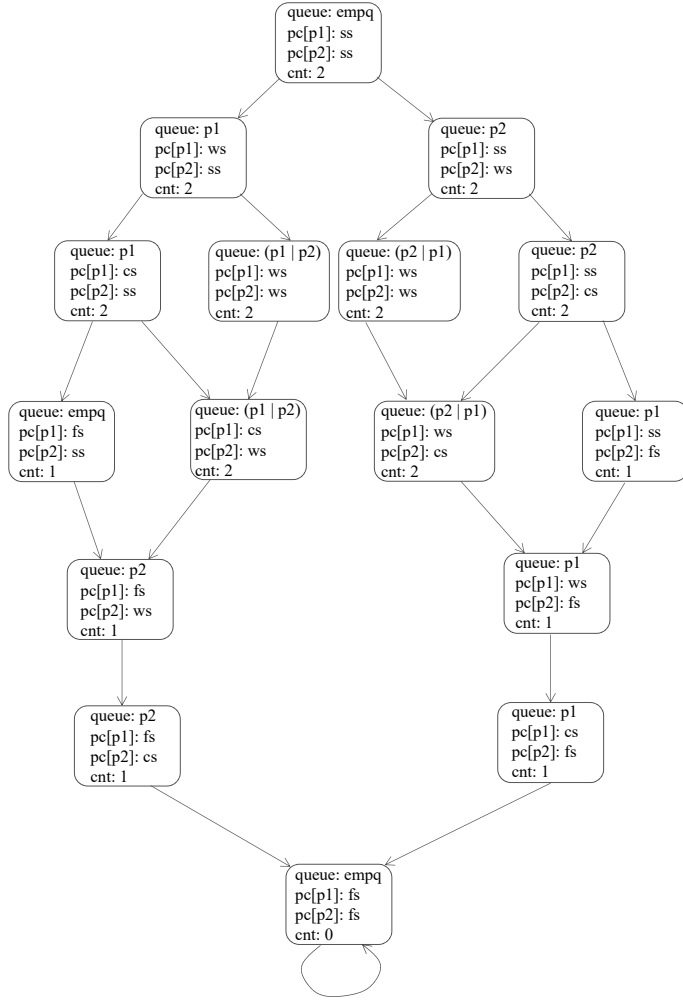 queue: empq
pc[p1]: ss
pc[p2]: ss
cnt: 2
queue: p1
pc[p1]: ws
pc[p2]: ss
cnt: 2
queue: p2
pc[p1]: ss
pc[p2]: ws
cnt: 2
queue: p1
pc[p1]: cs
pc[p2]: ss
cnt: 2
queue: (p1 | p2)
pc[p1]: ws
pc[p2]: ws
cnt: 2
queue: (p2 | p1)
pc[p1]: ws
pc[p2]: ws
cnt: 2
queue: p2
pc[p1]: ss
pc[p2]: cs
cnt: 2
queue: empq
pc[p1]: fs
pc[p2]: ss
cnt: 1
queue: (p1 | p2)
pc[p1]: cs
pc[p2]: ws
cnt: 2
queue: (p2 | p1)
pc[p1]: ws
pc[p2]: cs
cnt: 2
queue: p1
pc[p1]: ss
pc[p2]: fs
cnt: 1
queue: p2
pc[p1]: fs
pc[p2]: ws
cnt: 1
queue: p1
pc[p1]: ws
pc[p2]: fs
cnt: 1
queue: p2
pc[p1]: fs
pc[p2]: cs
cnt: 1
queue: p1
pc[p1]: cs
pc[p2]: fs
cnt: 1
queue: empq
pc[p1]: fs
pc[p2]: fs
cnt: 0